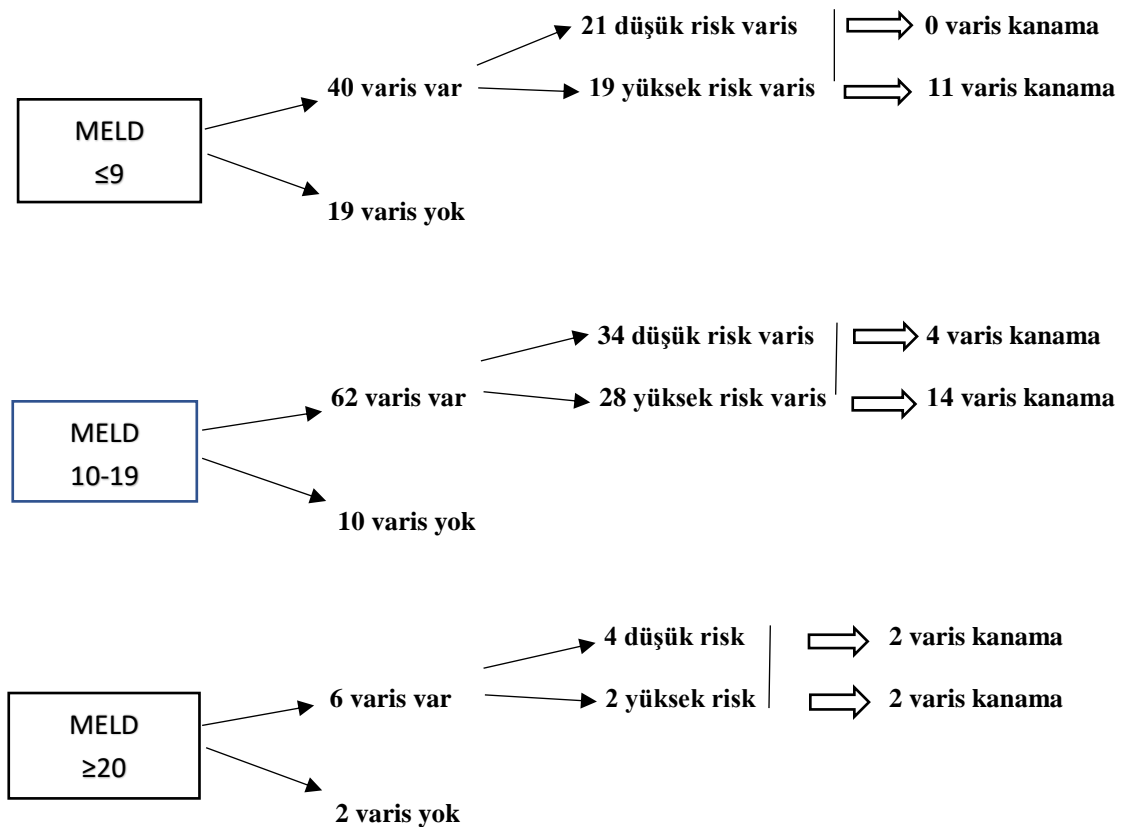 21 düşük risk varis
0 varis kanama
40 varis var
19 yüksek risk varis
11 varis kanama
MELD
≤9
19 varis yok
34 düşük risk varis
4 varis kanama
62 varis var
28 yüksek risk varis
14 varis kanama
MELD
10-19
10 varis yok
4 düşük risk
2 varis kanama
6 varis var
2 yüksek risk
2 varis kanama
MELD
≥20
2 varis yok